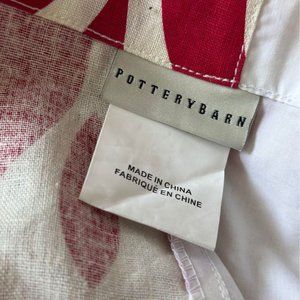 POTTERYBARN
MADE IN CHINA
FABRIQUÉ EN CHINE